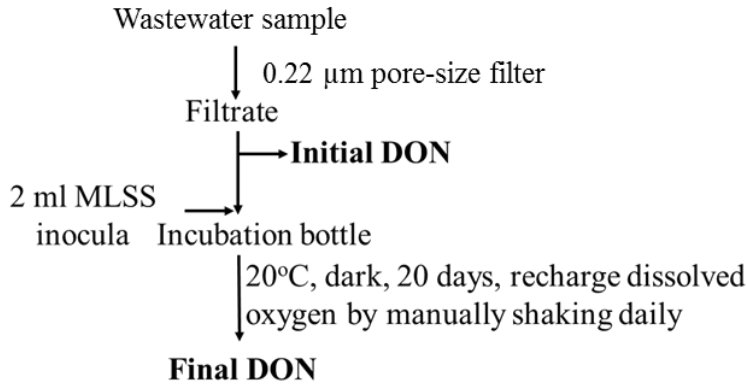 Wastewater sample
0.22 µm pore-size filter
Filtrate
Initial DON
2 ml MLSS
inocula
Incubation bottle
20°C, dark, 20 days, recharge dissolved
oxygen by manually shaking daily
Final DON